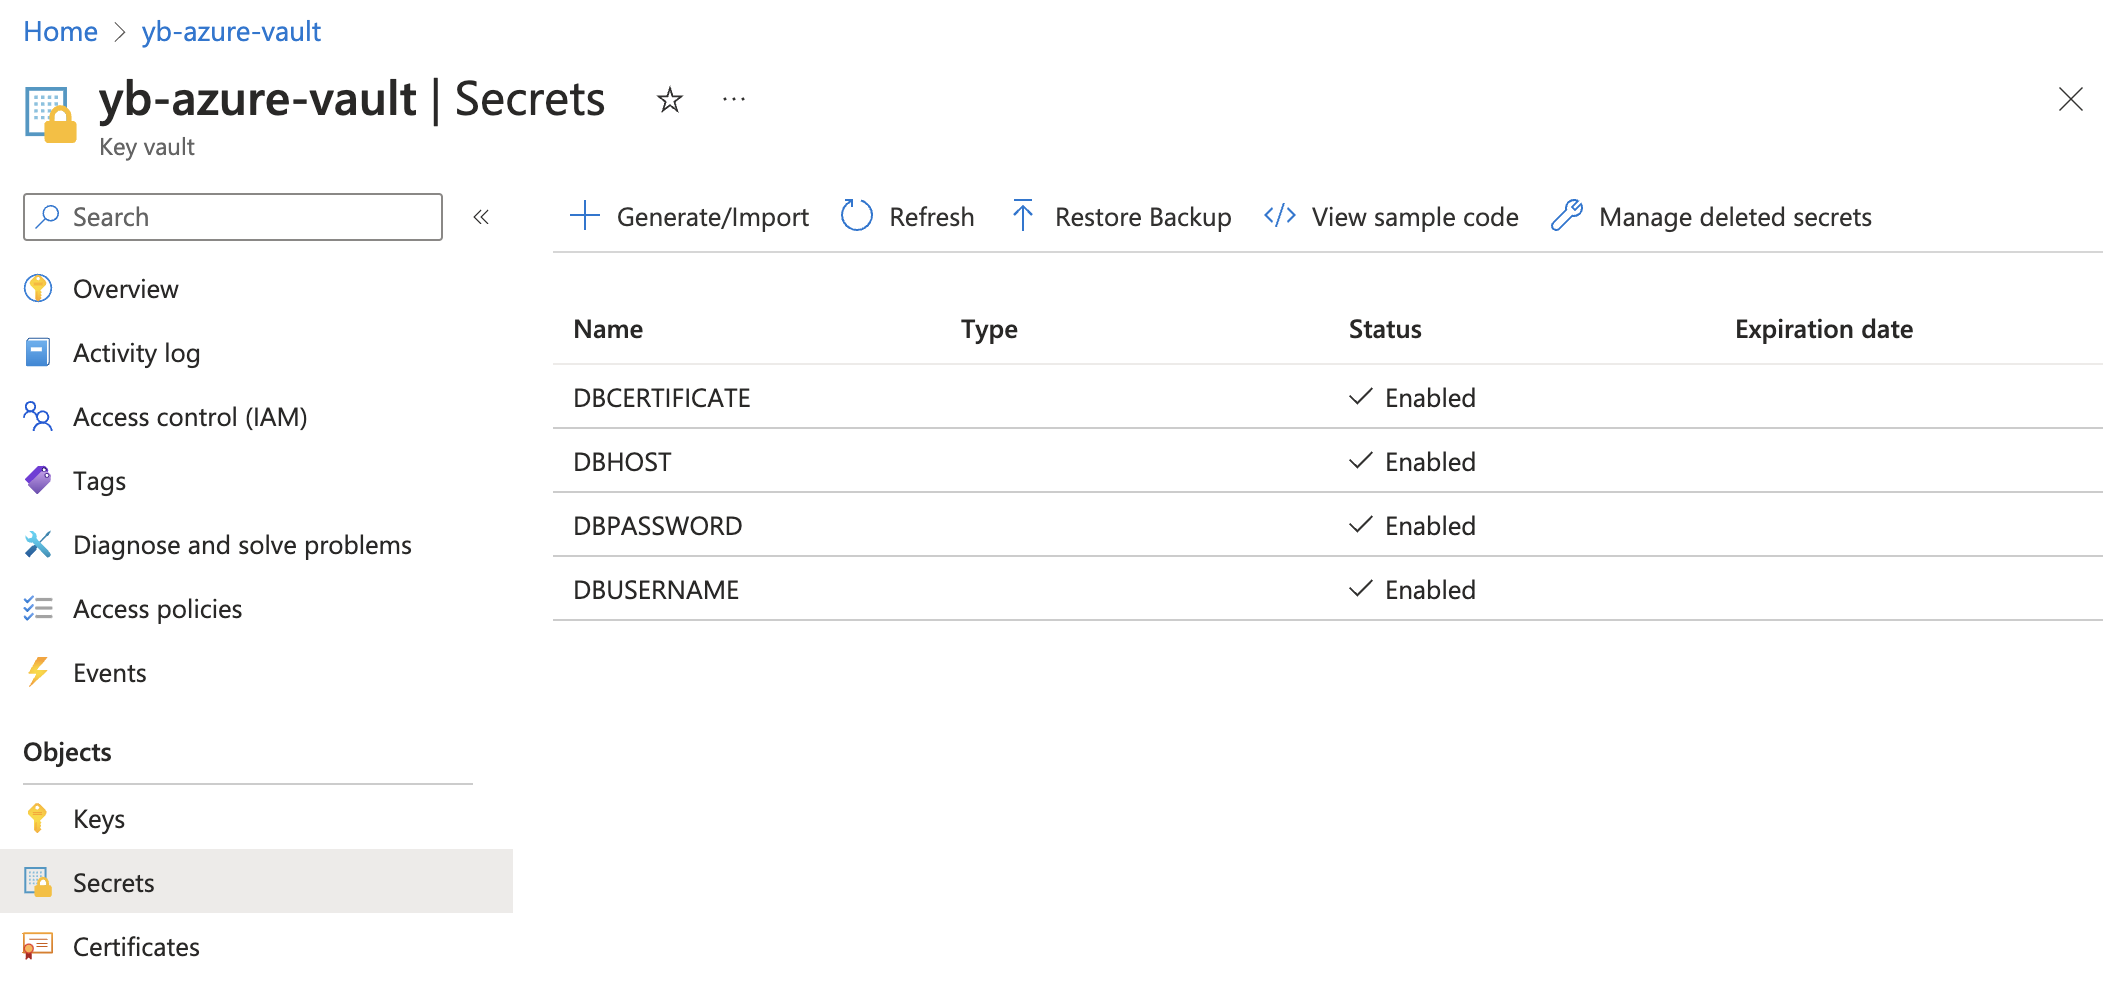 Home > yb-azure-vault
yb-azure-vault | Secrets
Key vault
Search
Overview
Activity log
Access control (IAM)
Tags
Diagnose and solve problems
Access policies
Events
Objects
Keys
Secrets
Certificates
Generate/Import Refresh Restore Backup View sample code Manage deleted secrets
Name Type Status Expiration date
DBCERTIFICATE Enabled
DBHOST Enabled
DBPASSWORD Enabled
DBUSERNAME Enabled